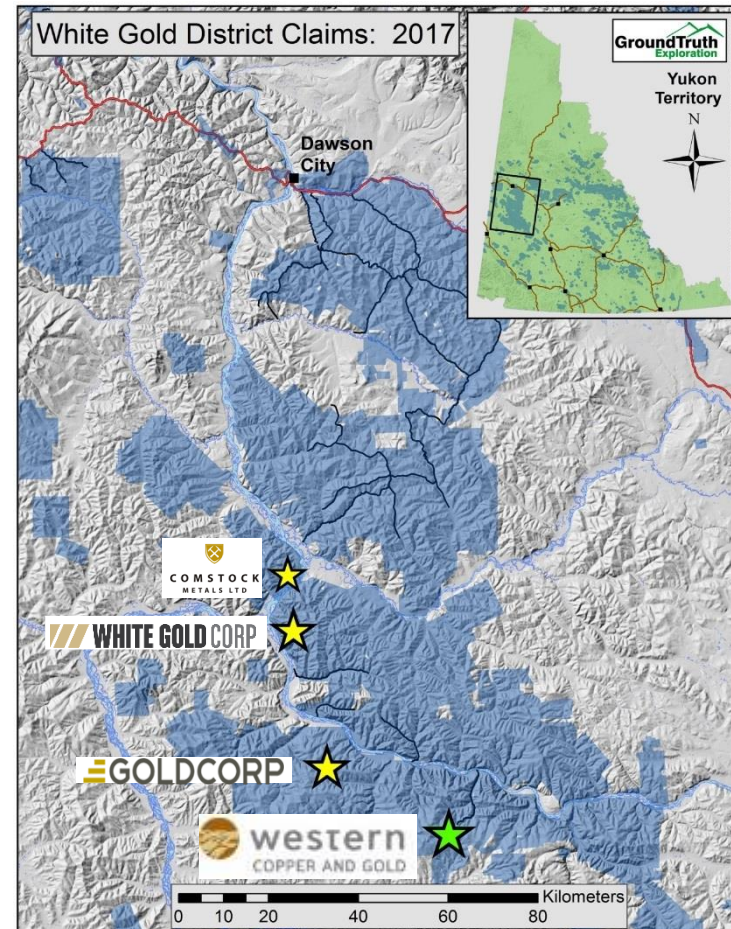 White Gold District Claims: 2017
GroundTruth
Exploration
Yukon
Territory
N
Dawson
City
COMSTOCK
METALS LTD
WHITE GOLD CORP
GOLDCORP
western
COPPER AND GOLD
Kilometers
0 10 20 40 60 80